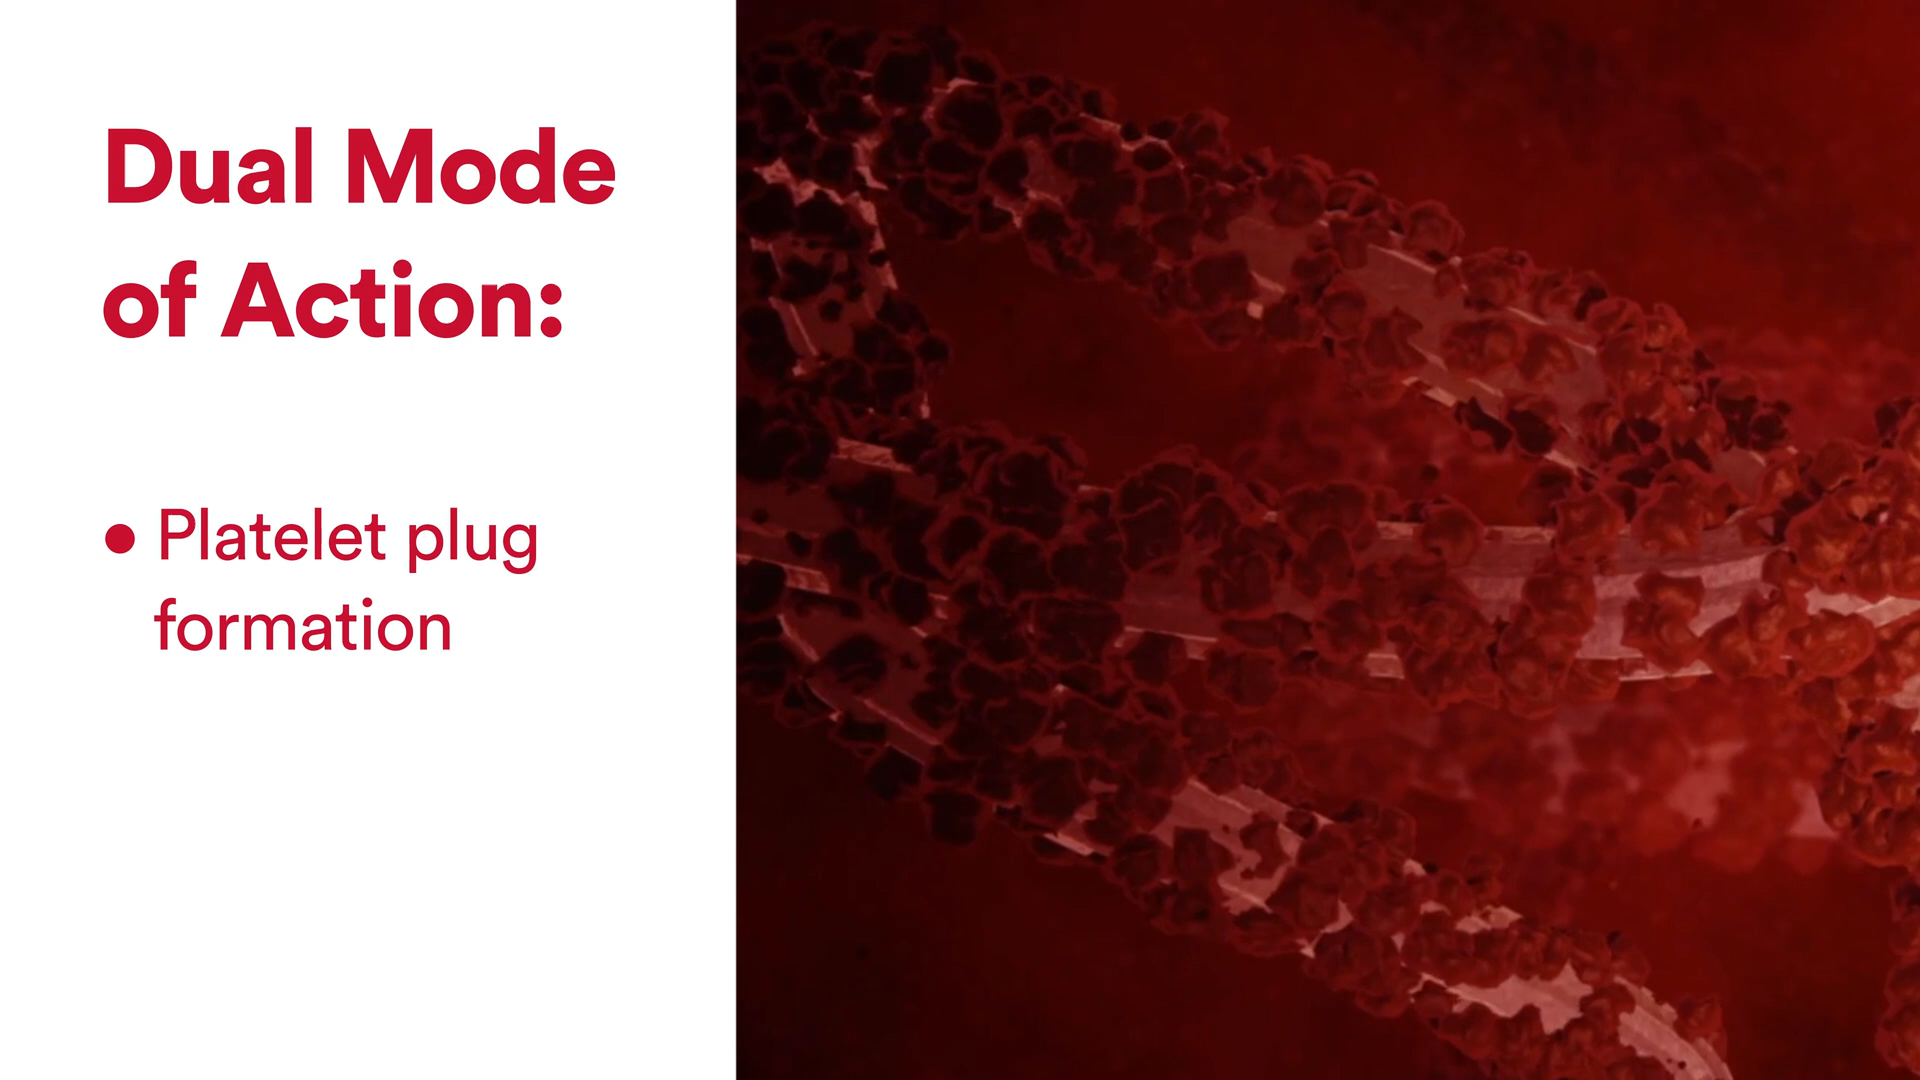 Dual Mode
of Action:
• Platelet plug
formation